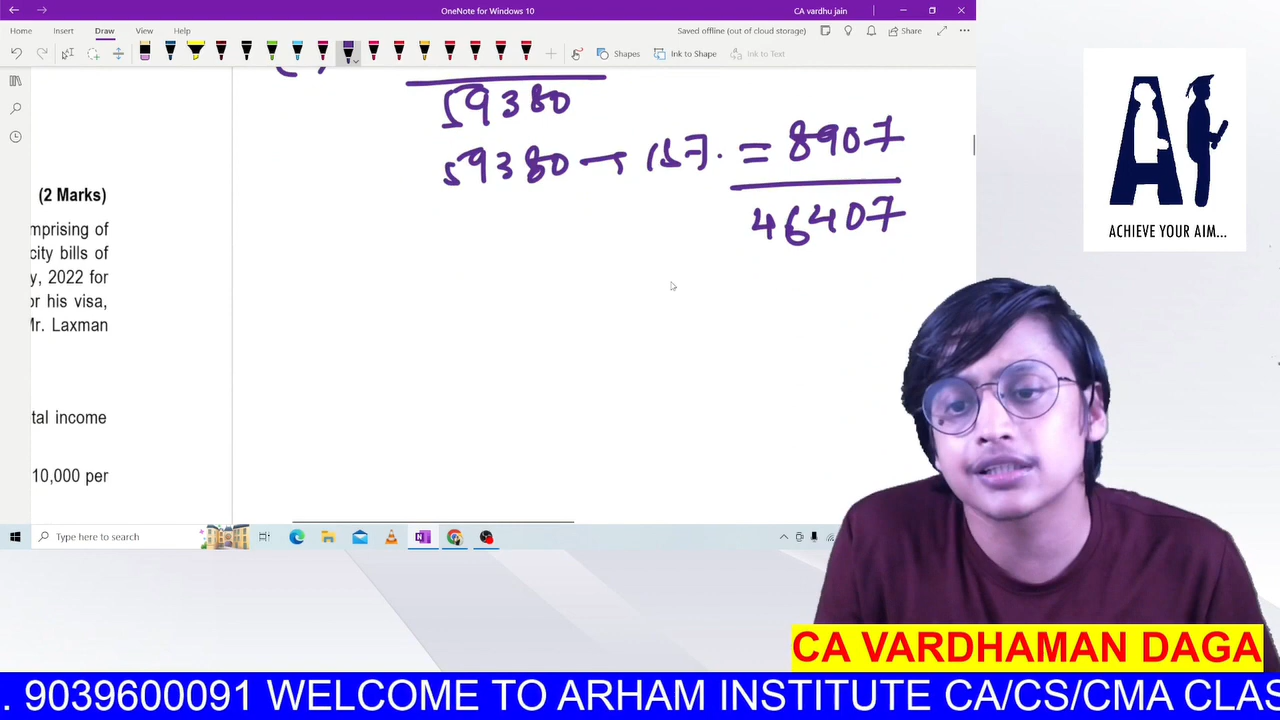 OneNote for Windows 10
CA vardhu jain
Home Insert Draw View Help
Saved offline (out of cloud storage)
Share
Shapes
Ink to Shape
Ink to Text
59380
59380 → 15%. = 8907
46407
(2 Marks)
mprising of
city bills of
y, 2022 for
or his visa,
Mr. Laxman
tal income
10,000 per
Type here to search
ACHIEVE YOUR AIM...
CA VARDHAMAN DAGA
. 9039600091 WELCOME TO ARHAM INSTITUTE CA/CS/CMA CLAS